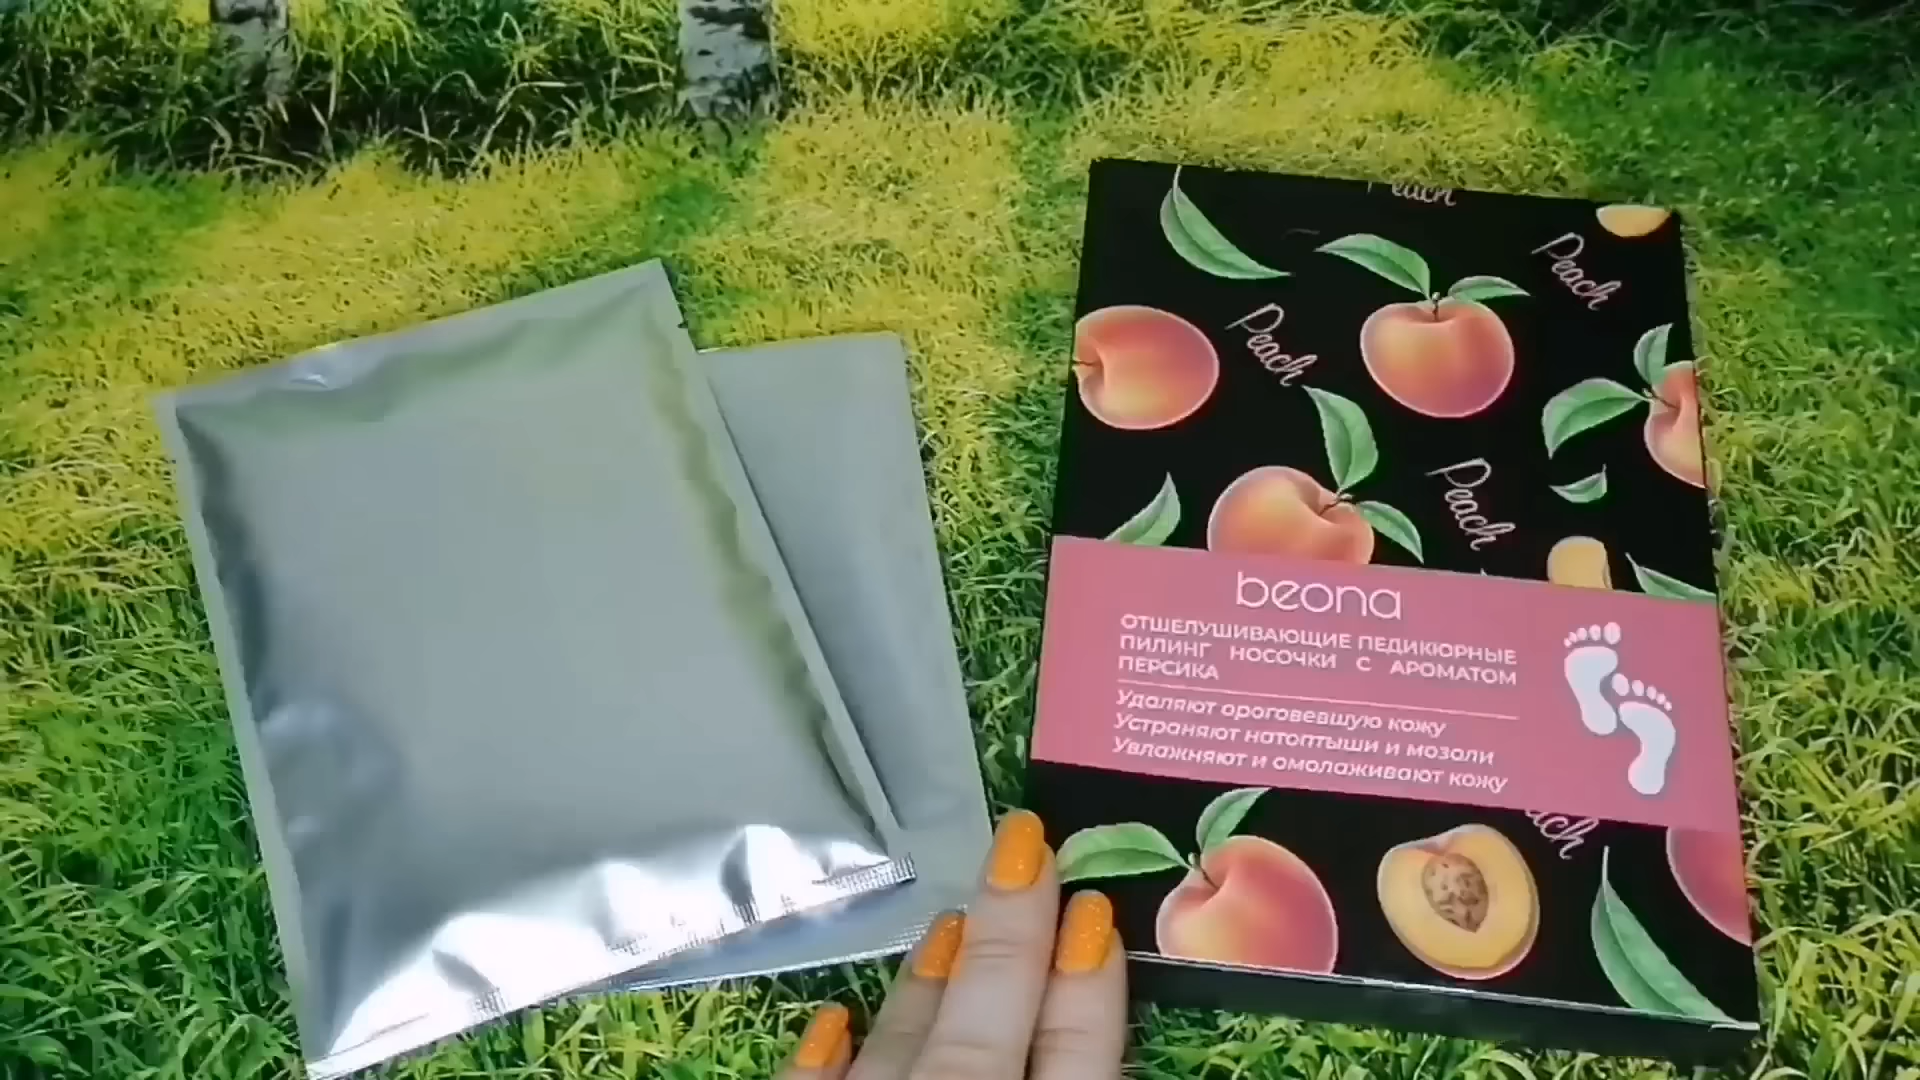 Peach
Peach
Peach
Peach
beona
ОТШЕЛУШИВАЮЩИЕ ПЕДИКЮРНЫЕ
ПИЛИНГ НОСОЧКИ С АРОМАТОМ
ПЕРСИКА
Удаляют ороговевшую кожу
Устраняют натоптыши и мозоли
Увлажняют и омолаживают кожу
ach